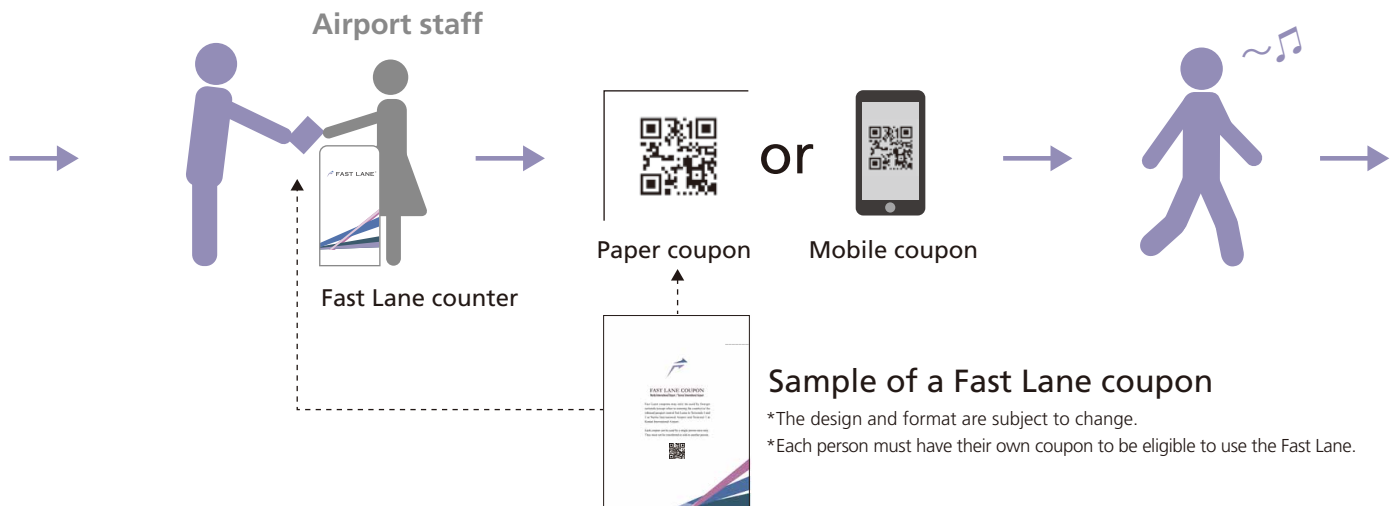 Airport staff
FAST LANE
or
Paper coupon
Mobile coupon
Fast Lane counter
FAST LANE COUPON
Sample of a Fast Lane coupon
*The design and format are subject to change.
*Each person must have their own coupon to be eligible to use the Fast Lane.